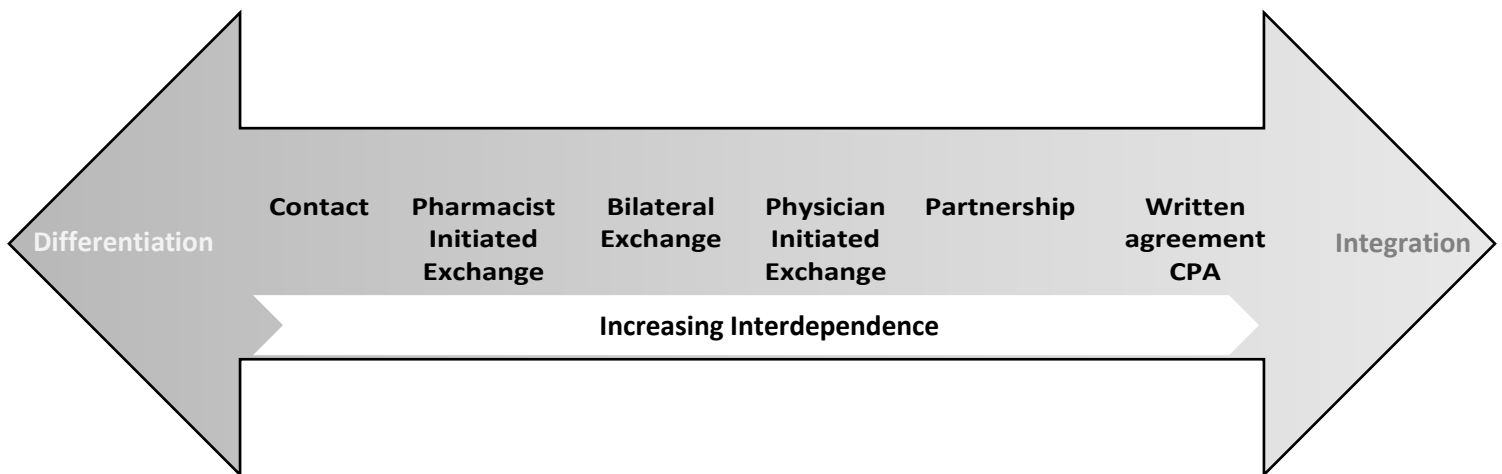 Differentiation
Contact
Pharmacist
Initiated
Exchange
Bilateral
Exchange
Physician
Initiated
Exchange
Partnership
Written
agreement
CPA
Integration
Increasing Interdependence